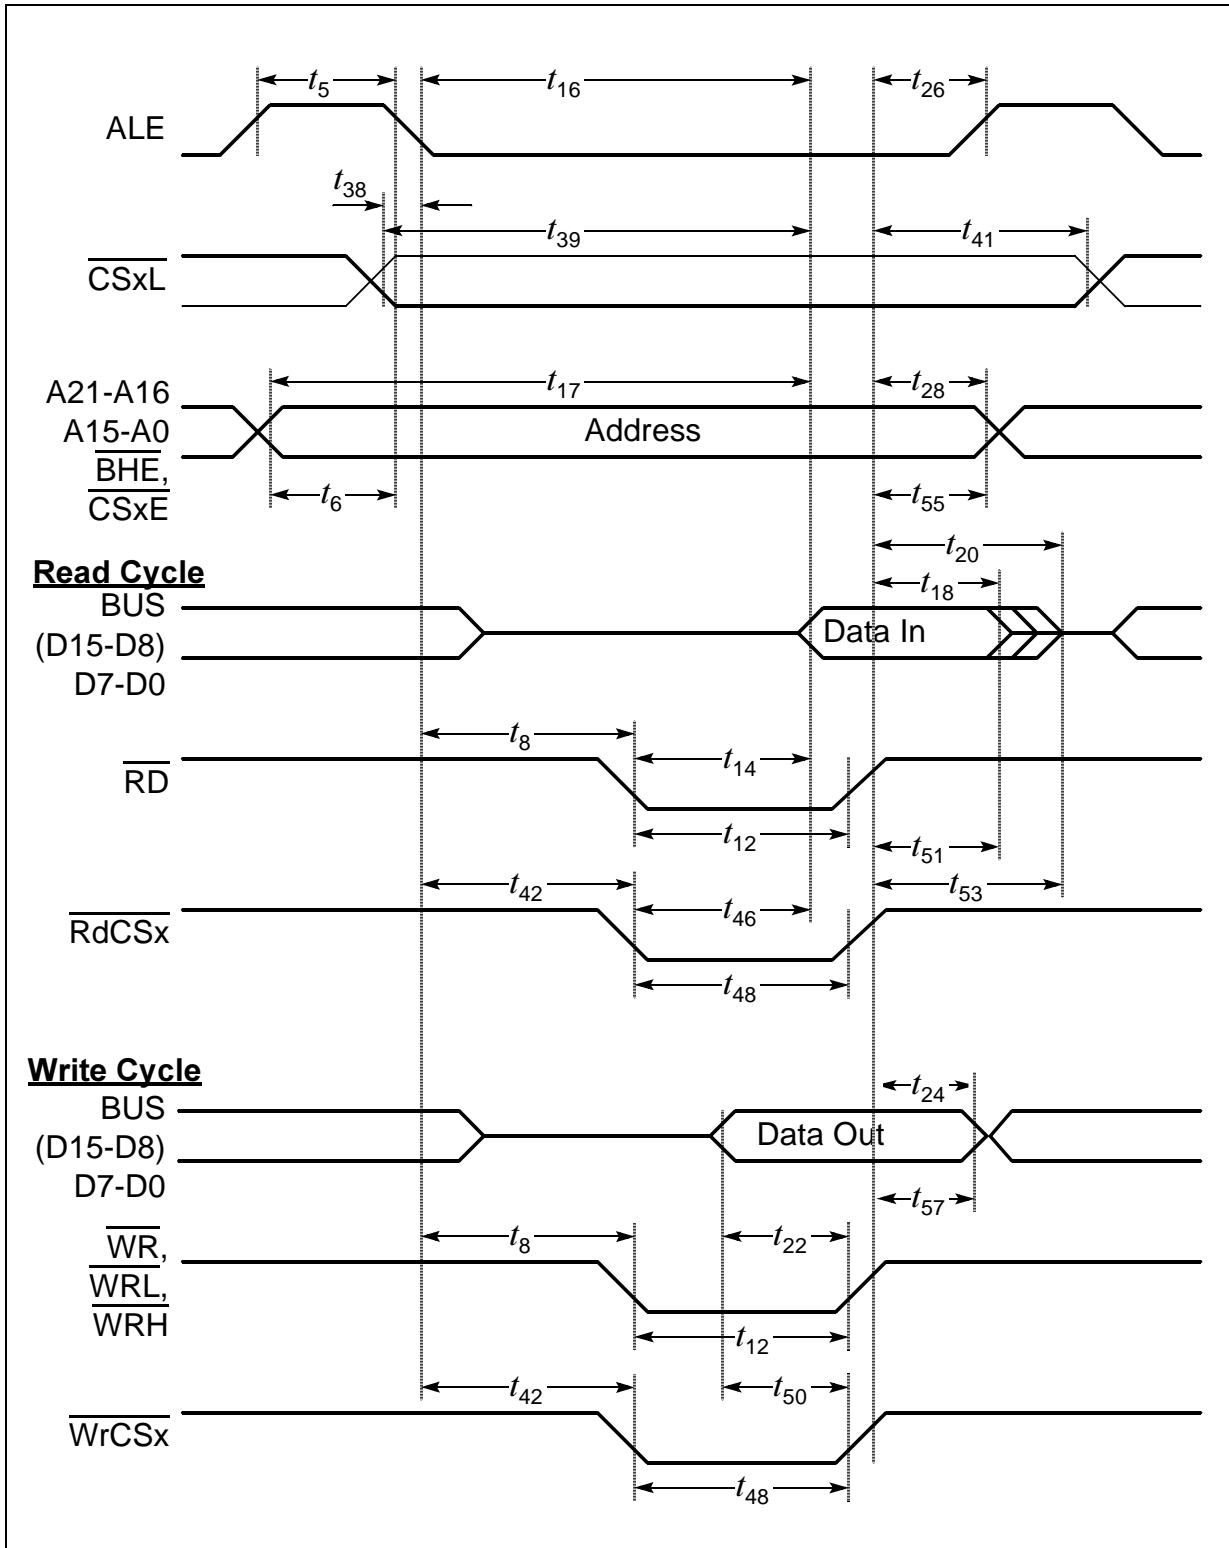 t5
t16
t26
ALE
t38
t39
t41
CSxL
t17
t28
A21-A16
A15-A0
Address
BHE,
CSxE
t6
t55
t20
Read Cycle
t18
BUS
Data In
(D15-D8)
D7-D0
t8
t14
RD
t12
t51
t42
t46
t53
RdCSx
t48
Write Cycle
t24
BUS
Data Out
(D15-D8)
D7-D0
t57
WR,
t8
t22
WRL,
WRH
t12
t42
t50
WrCSx
t48